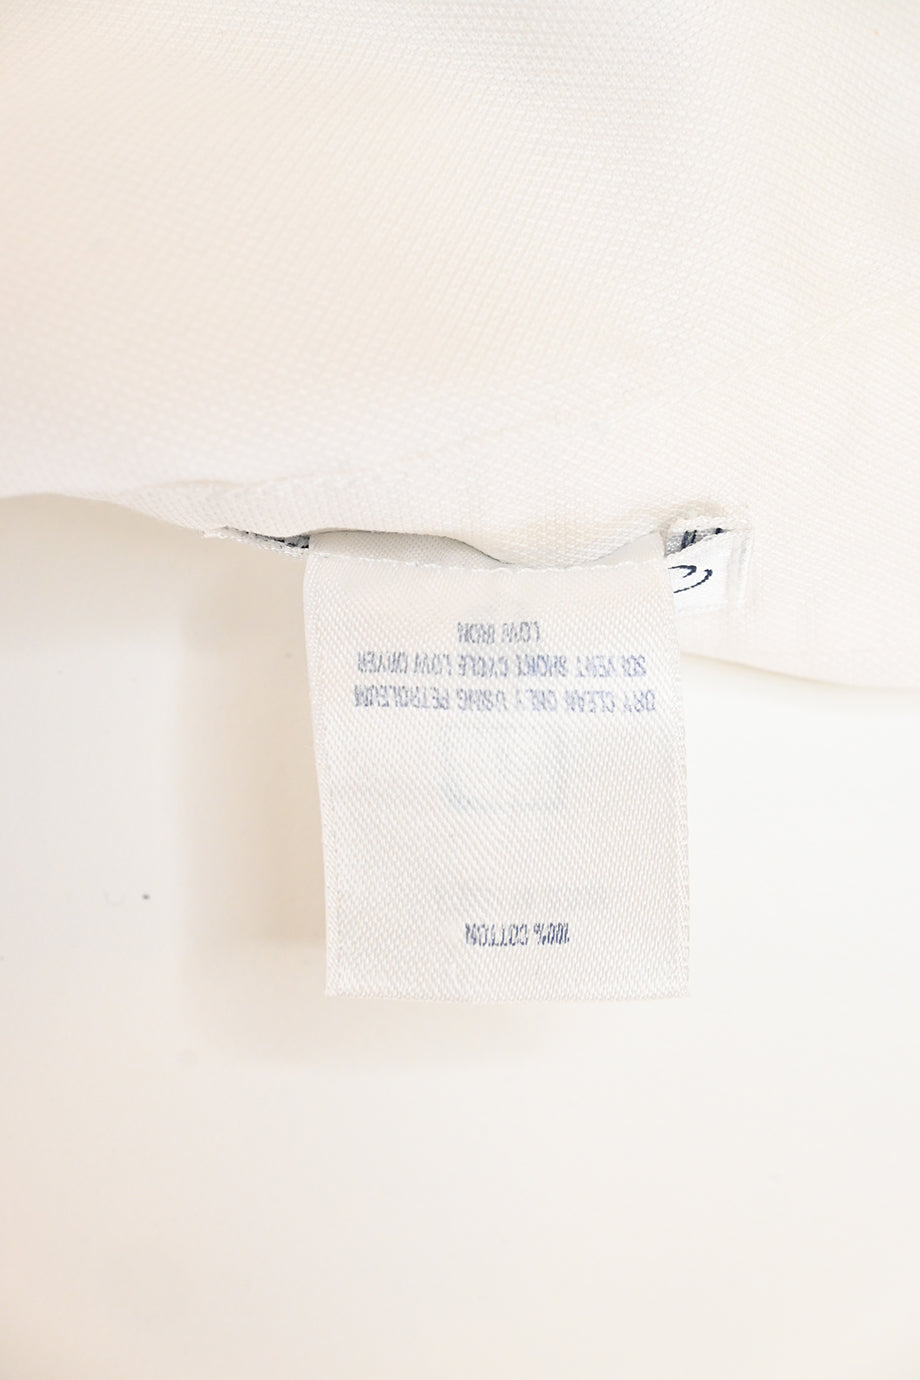 100% COTTON
DRY CLEAN ONLY USING PETROLEUM
SOLVENT SHORT CYCLE LOW DRYER
LOW IRON